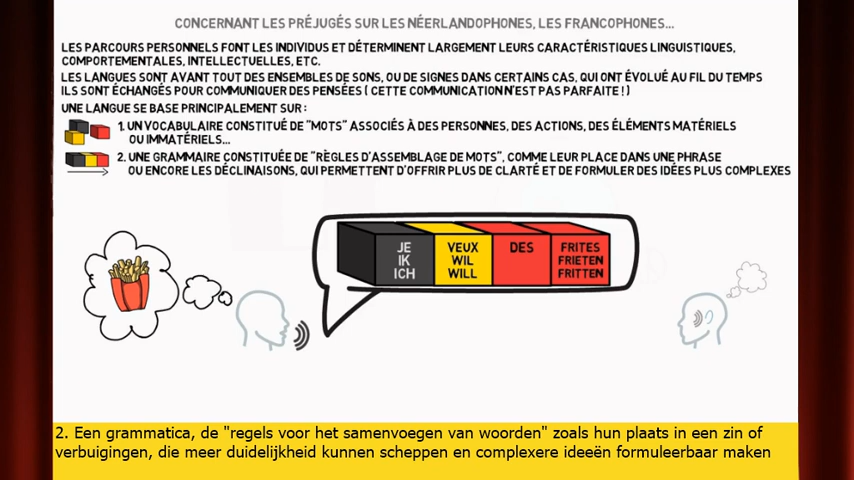 CONCERNANT LES PRÉJUGÉS SUR LES NÉERLANDOPHONES, LES FRANCOPHONES...
LES PARCOURS PERSONNELS FONT LES INDIVIDUS ET DÉTERMINENT LARGEMENT LEURS CARACTÉRISTIQUES LINGUISTIQUES,
COMPORTEMENTALES, INTELLECTUELLES, ETC.
LES LANGUES SONT AVANT TOUT DES ENSEMBLES DE SONS, OU DE SIGNES DANS CERTAINS CAS, QUI ONT ÉVOLUÉ AU FIL DU TEMPS
ILS SONT ÉCHANGÉS POUR COMMUNIQUER DES PENSÉES ( CETTE COMMUNICATION N'EST PAS PARFAITE ! )
UNE LANGUE SE BASE PRINCIPALEMENT SUR :
1. UN VOCABULAIRE CONSTITUÉ DE "MOTS" ASSOCIÉS À DES PERSONNES, DES ACTIONS, DES ÉLÉMENTS MATÉRIELS
OU IMMATÉRIELS...
2. UNE GRAMMAIRE CONSTITUÉE DE "RÈGLES D'ASSEMBLAGE DE MOTS", COMME LEUR PLACE DANS UNE PHRASE
OU ENCORE LES DÉCLINAISONS, QUI PERMETTENT D'OFFRIR PLUS DE CLARTÉ ET DE FORMULER DES IDÉES PLUS COMPLEXES
JE VEUX DES FRITES
IK WIL FRIETEN
ICH WILL FRITTEN
2. Een grammatica, de "regels voor het samenvoegen van woorden" zoals hun plaats in een zin of
verbuigingen, die meer duidelijkheid kunnen scheppen en complexere ideeën formuleerbaar maken